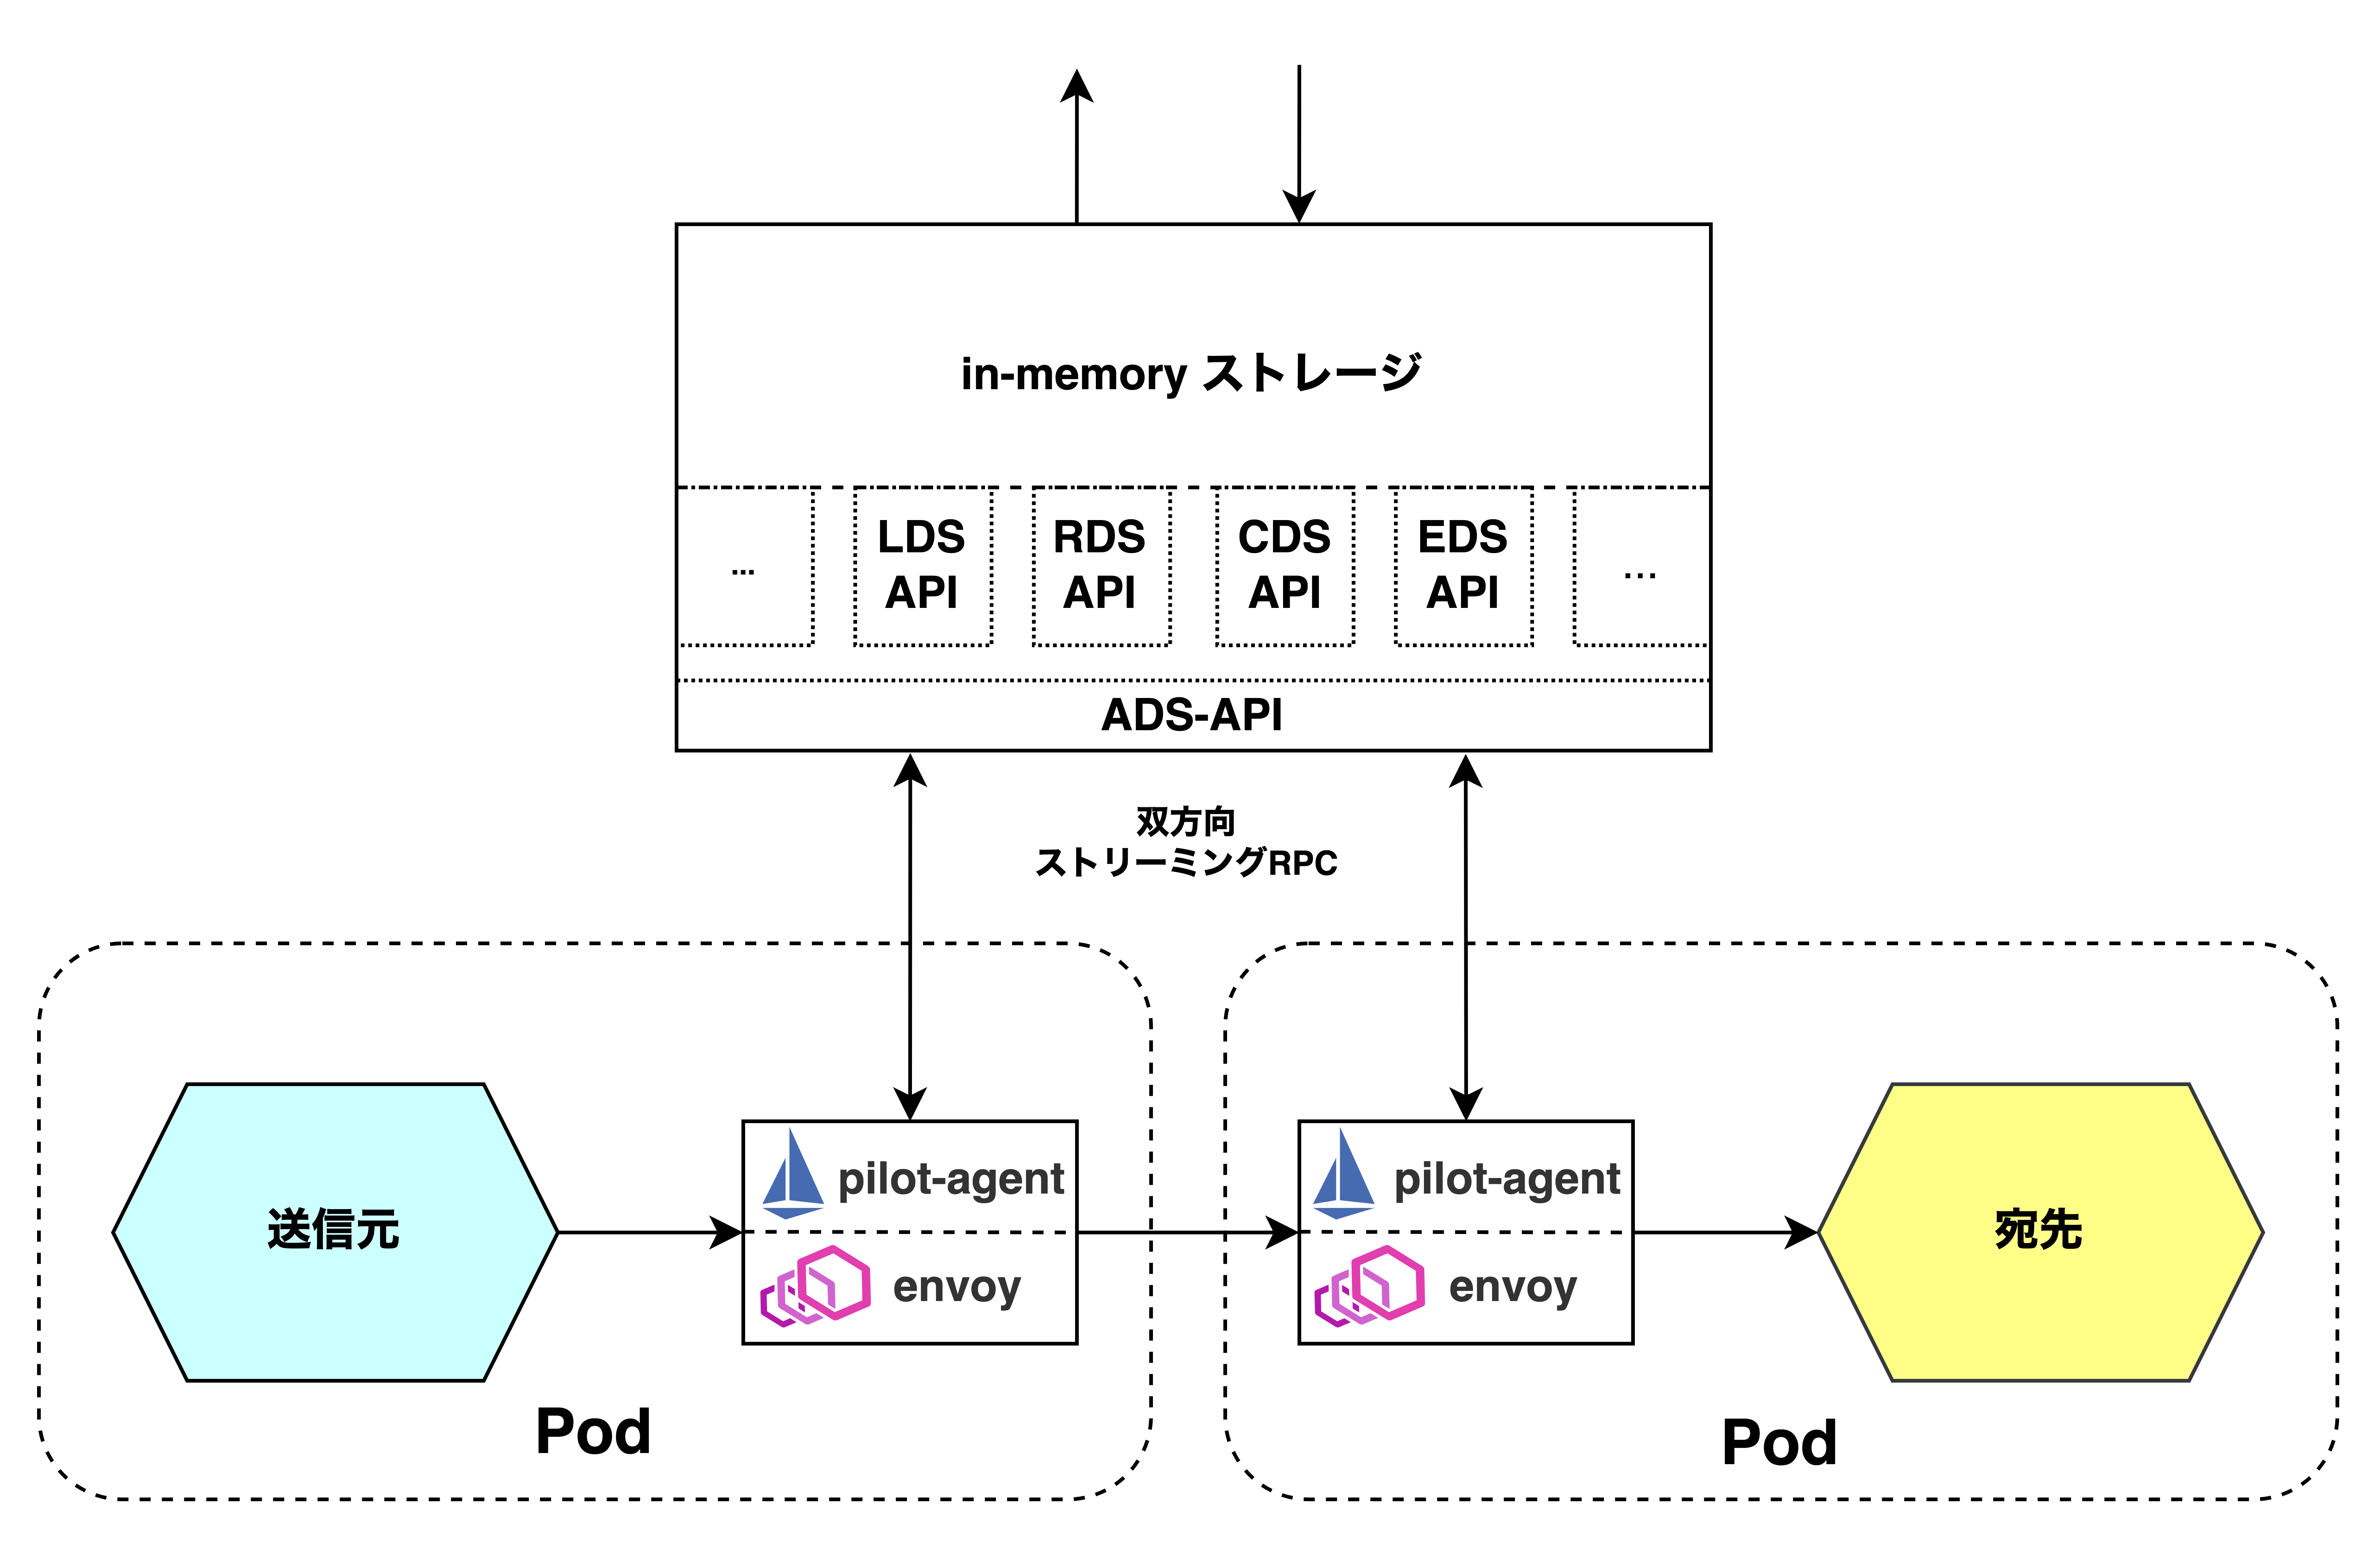 in-memory ストレージ
...
LDS
API
RDS
API
CDS
API
EDS
API
...
ADS-API
双方向
ストリーミングRPC
送信元
pilot-agent
envoy
Pod
pilot-agent
envoy
宛先
Pod